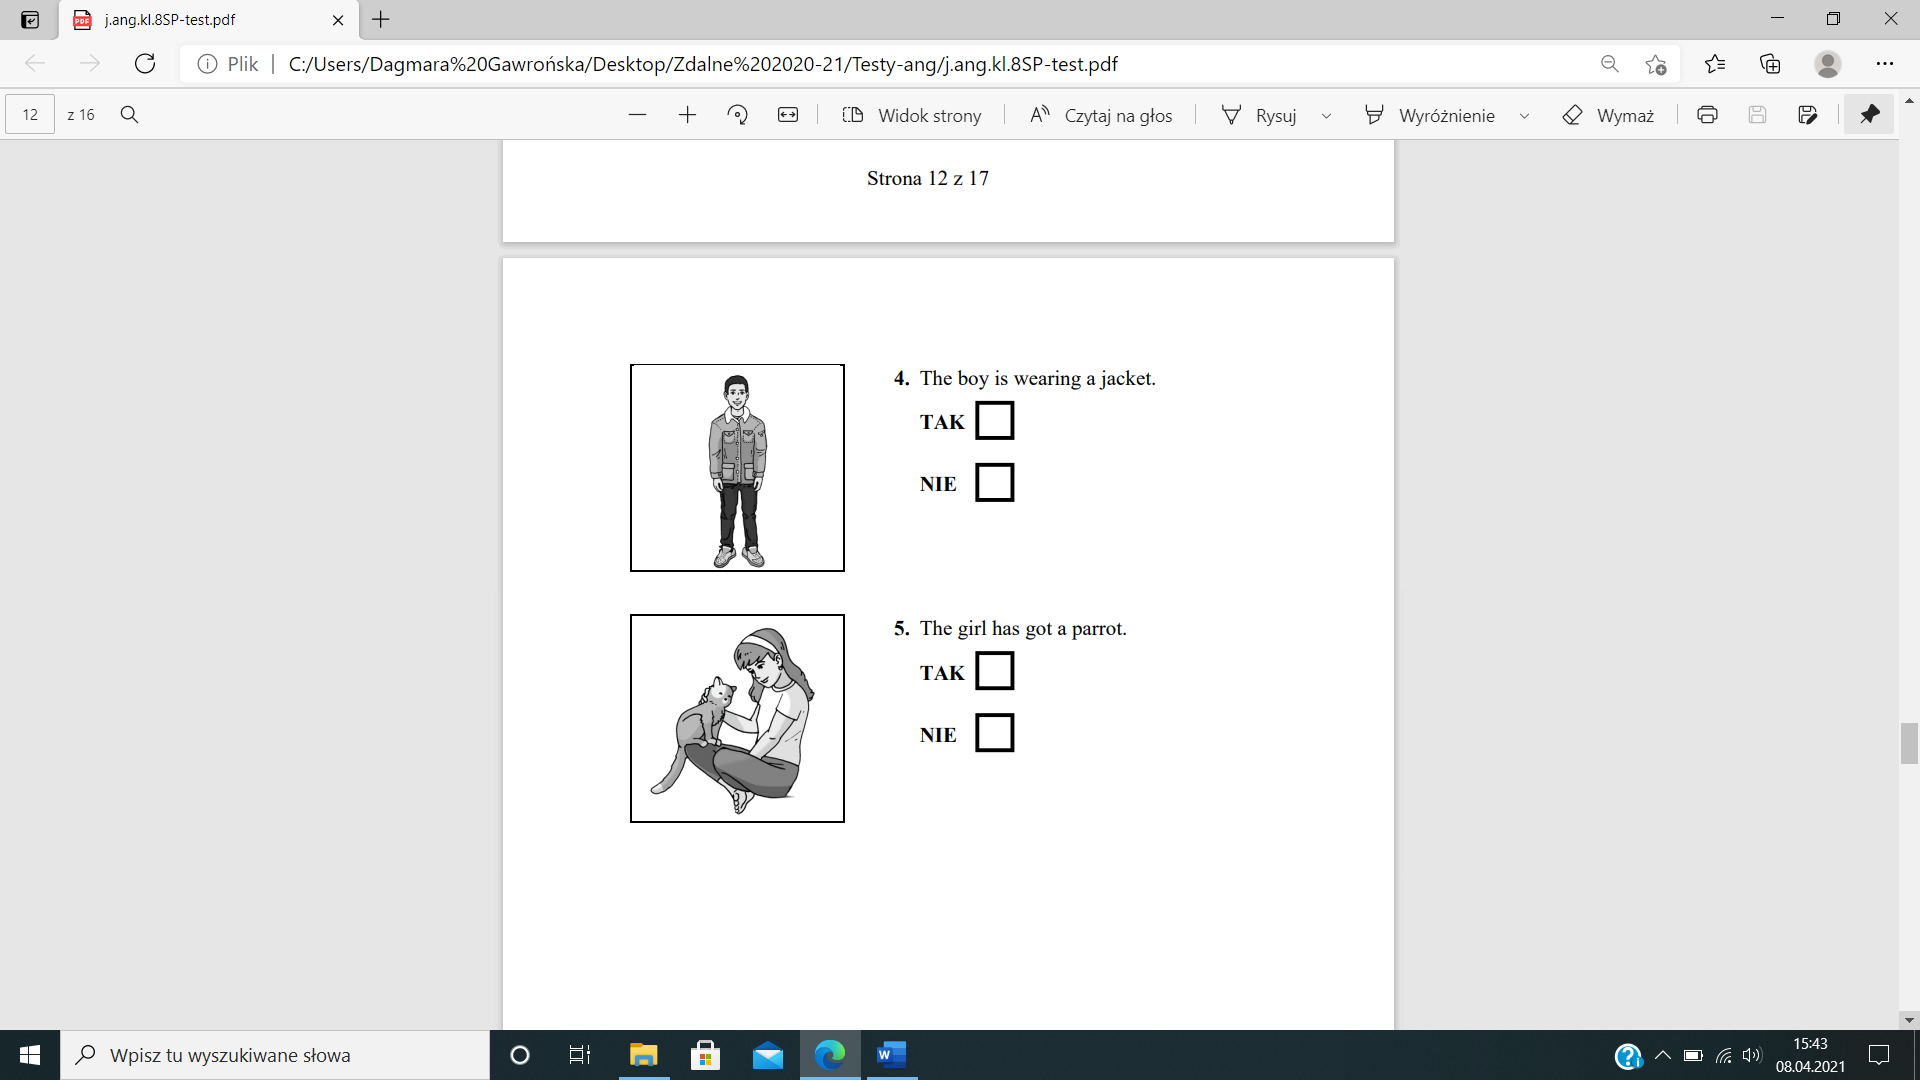 j.ang.kl.8SP-test.pdf
Plik
C:/Users/Dagmara%20Gawrońska/Desktop/Zdalne%202020-21/Testy-ang/j.ang.kl.8SP-test.pdf
12 z 16
Widok strony
Czytaj na głos
Rysuj
Wyróżnienie
Wymaż
Strona 12 z 17
4. The boy is wearing a jacket.
TAK
NIE
5. The girl has got a parrot.
TAK
NIE
Wpisz tu wyszukiwane słowa
15:43
08.04.2021